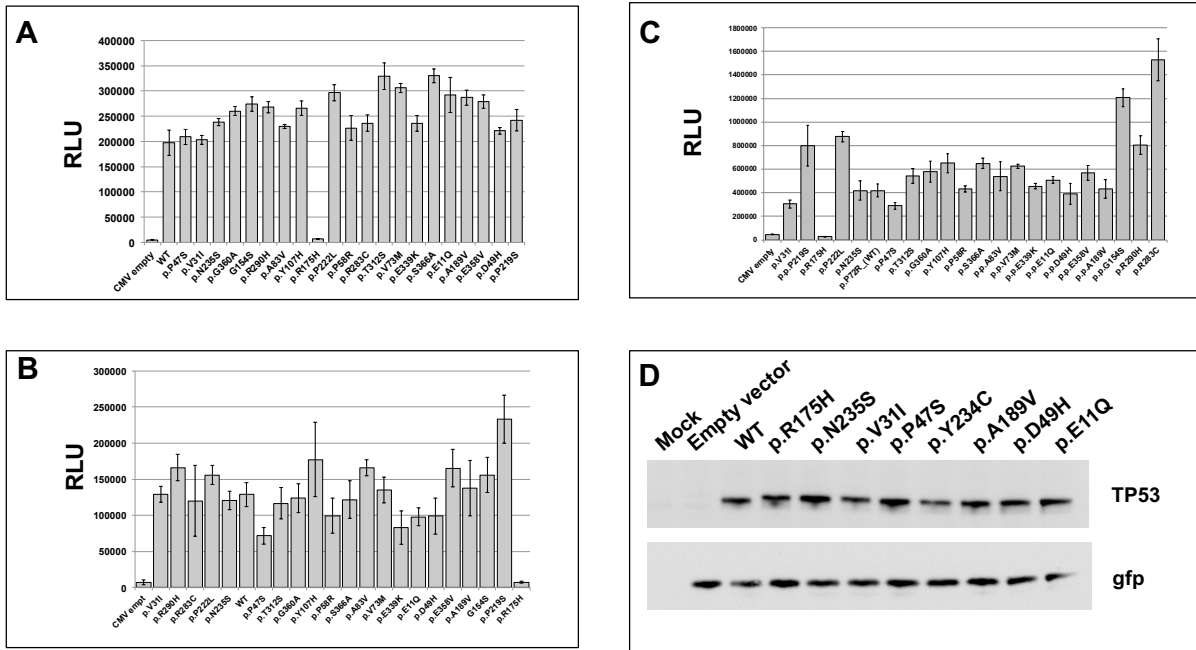 A
RLU
400000
350000
300000
250000
200000
150000
100000
50000
0
CMV empty
WT
p.P47S
p.V31I
p.N235S
p.G360A
G154S
p.R290H
p.A83V
p.Y107H
p.R175H
p.P222L
p.P58R
p.R283C
p.T312S
p.V73M
p.E339K
p.S366A
p.E11Q
p.A189V
p.E358V
p.D49H
p.P219S
B
RLU
300000
250000
200000
150000
100000
50000
0
CMV empt
p.V31I
p.R290H
p.R283C
p.P222L
p.N235S
WT
p.P47S
p.T312S
p.G360A
p.Y107H
p.P58R
p.S366A
p.A83V
p.V73M
p.E339K
p.E11Q
p.D49H
p.E358V
p.A189V
G154S
p.P219S
p.R175H
C
RLU
1800000
1600000
1400000
1200000
1000000
800000
600000
400000
200000
0
CMV empty
p.V31I
p.p.P219S
p.R175H
p.P222L
p.N235S
p.P72R_(WT)
p.P47S
p.T312S
p.G360A
p.Y107H
p.P58R
p.S366A
p.p.A83V
p.p.V73M
p.p.E339K
p.p.E11Q
p.p.D49H
p.p.E358V
p.p.A189V
p.p.G154S
p.R290H
p.R283C
D
Mock
Empty vector
WT
p.R175H
p.N235S
p.V31I
p.P47S
p.Y234C
p.A189V
p.D49H
p.E11Q
TP53
gfp